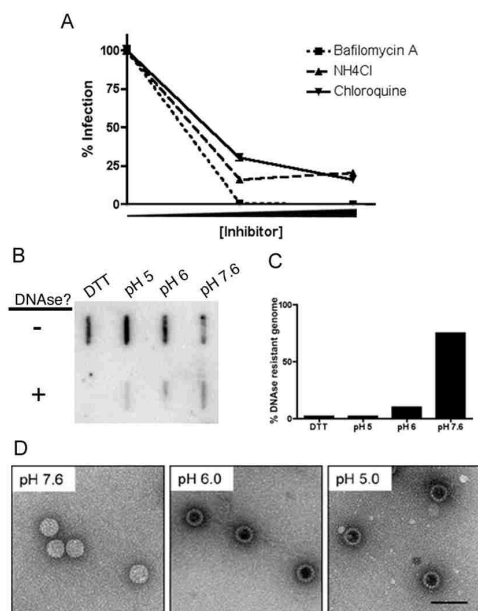 A
100
75
50
25
0
% Infection
Bafilomycin A
NH4Cl
Chloroquine
[Inhibitor]
B
DNAse?
DTT
pH 5
pH 6
pH 7.6
-
+
C
% DNAse resistant genome
100
50
0
DTT
pH 5
pH 6
pH 7.6
D
pH 7.6
pH 6.0
pH 5.0